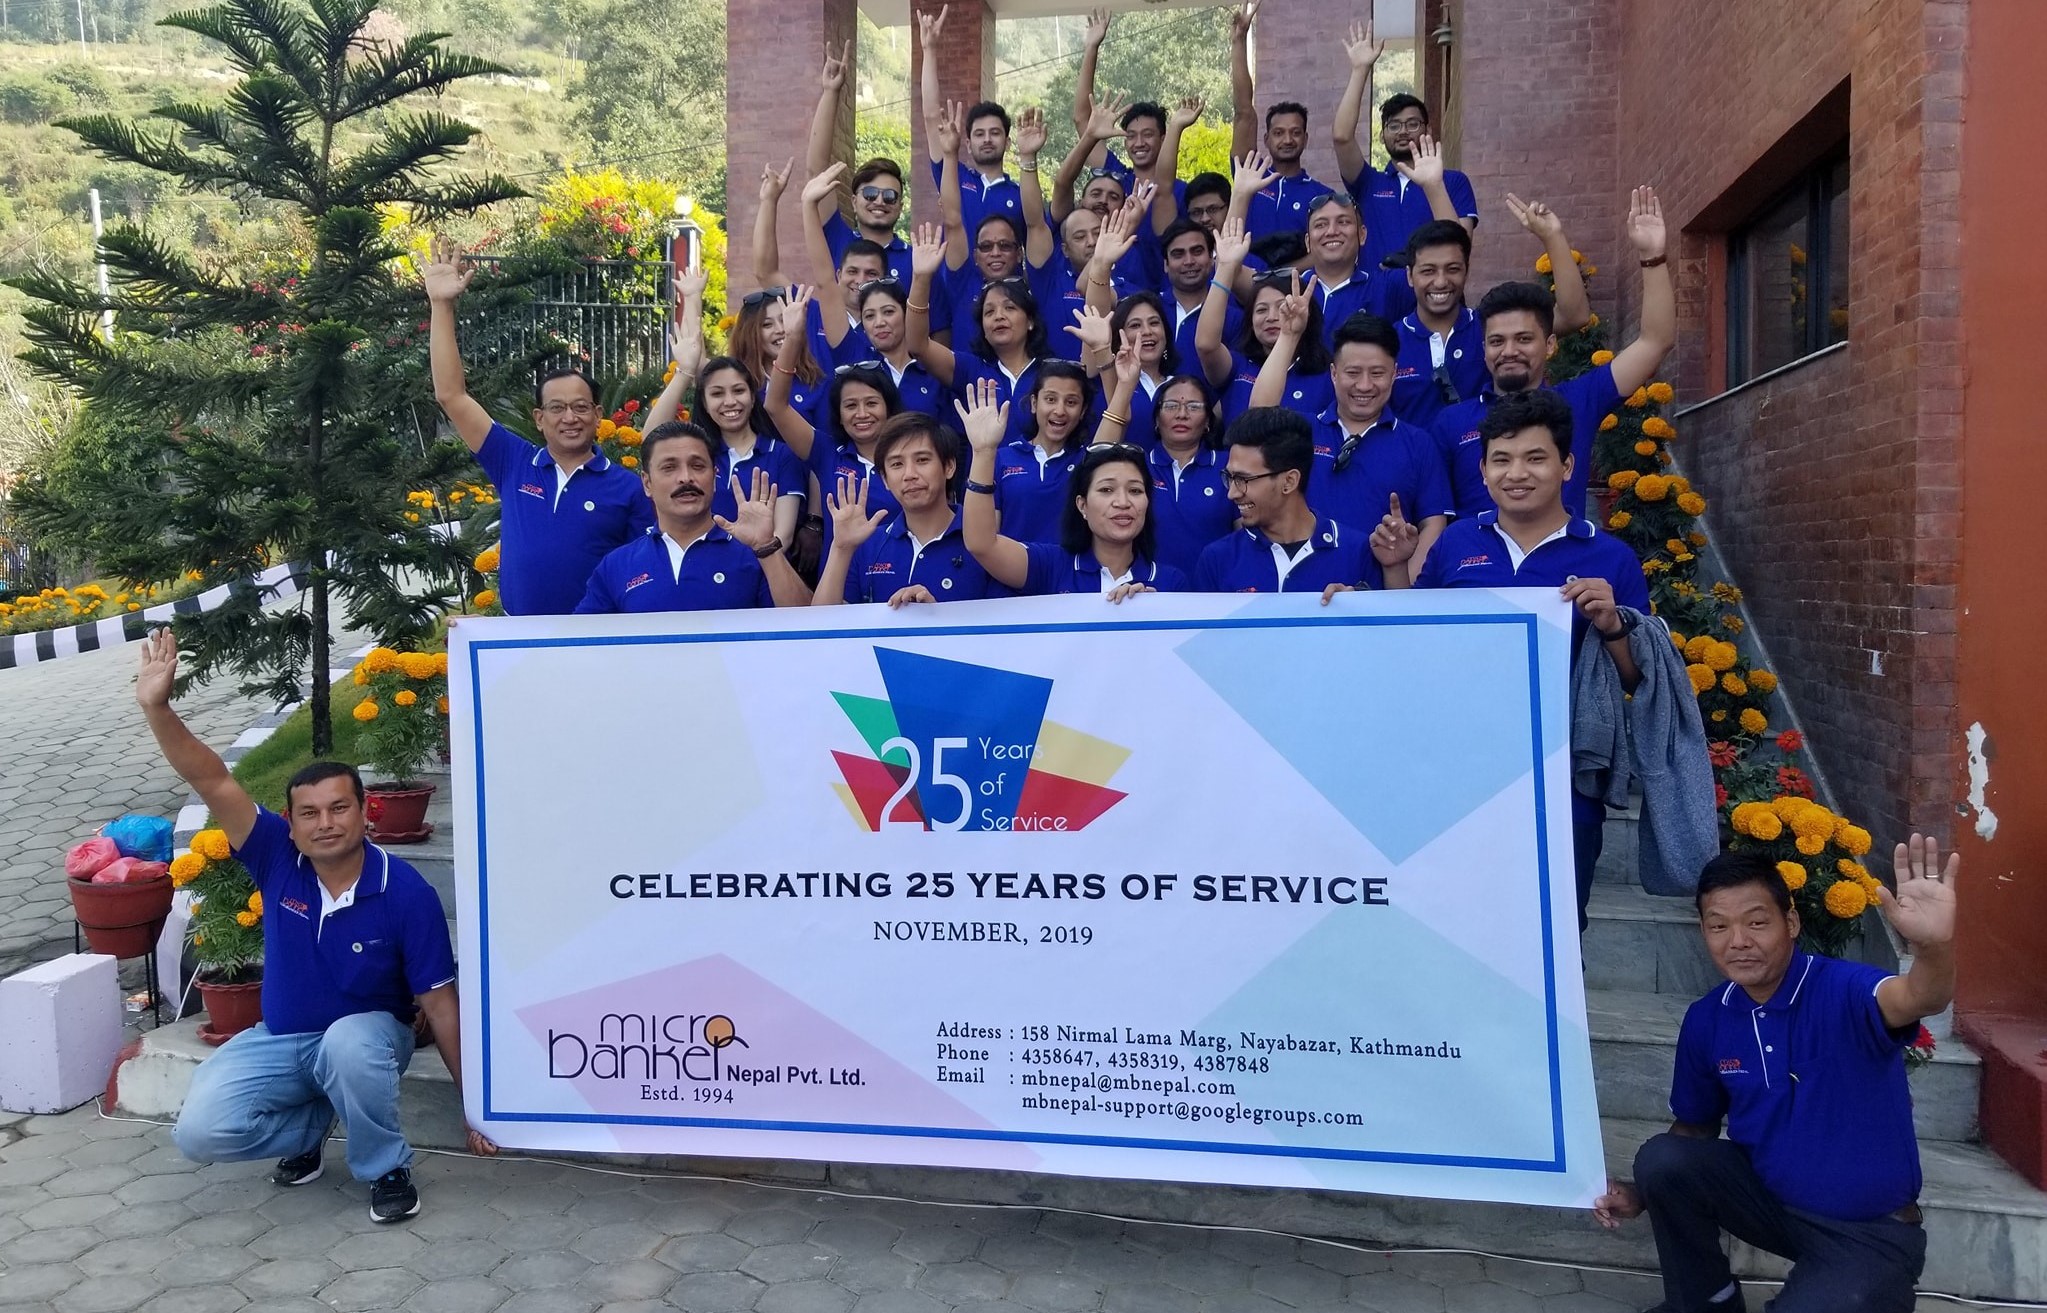 25 Years
of
Service
CELEBRATING 25 YEARS OF SERVICE
NOVEMBER, 2019
micro
banker Nepal Pvt. Ltd.
Estd. 1994
Address : 158 Nirmal Lama Marg, Nayabazar, Kathmandu
Phone : 4358647, 4358319, 4387848
Email : mbnepal@mbnepal.com
mbnepal-support@googlegroups.com